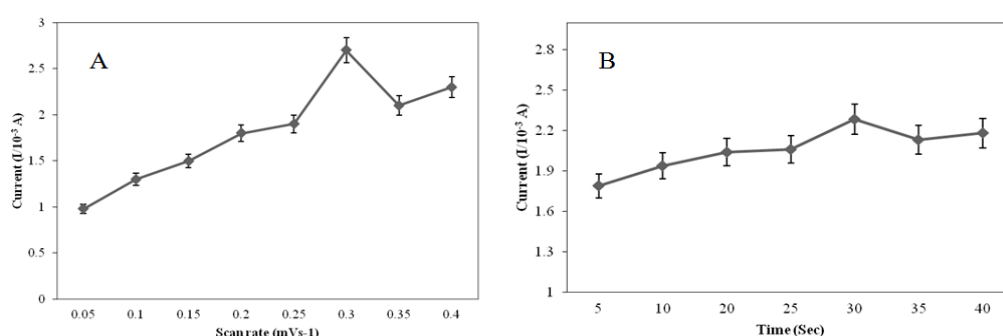 A
Current (I/10⁻³ A)
3
2.5
2
1.5
1
0.5
0
0.05 0.1 0.15 0.2 0.25 0.3 0.35 0.4
Scan rate (mVs-1)
B
Current (I/10⁻³ A)
2.8
2.5
2.2
1.9
1.6
1.3
1
5 10 20 25 30 35 40
Time (Sec)